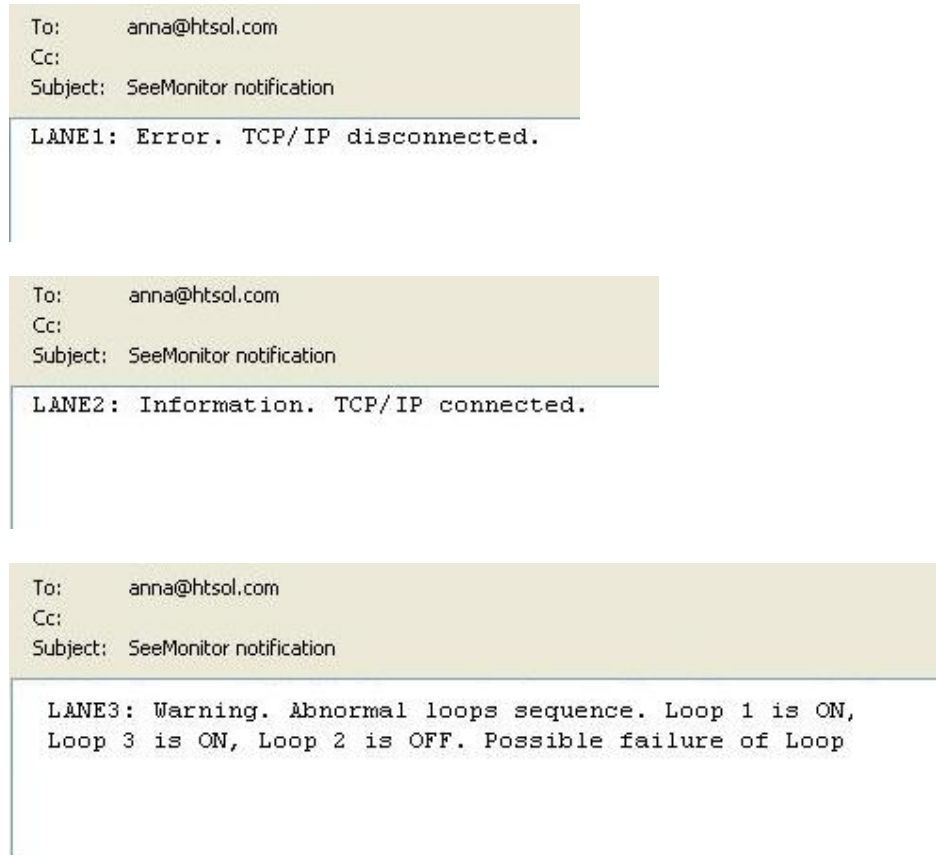 To: anna@htsol.com
Cc:
Subject: SeeMonitor notification
LANE1: Error. TCP/IP disconnected.
To: anna@htsol.com
Cc:
Subject: SeeMonitor notification
LANE2: Information. TCP/IP connected.
To: anna@htsol.com
Cc:
Subject: SeeMonitor notification
LANE3: Warning. Abnormal loops sequence. Loop 1 is ON,
Loop 3 is ON, Loop 2 is OFF. Possible failure of Loop